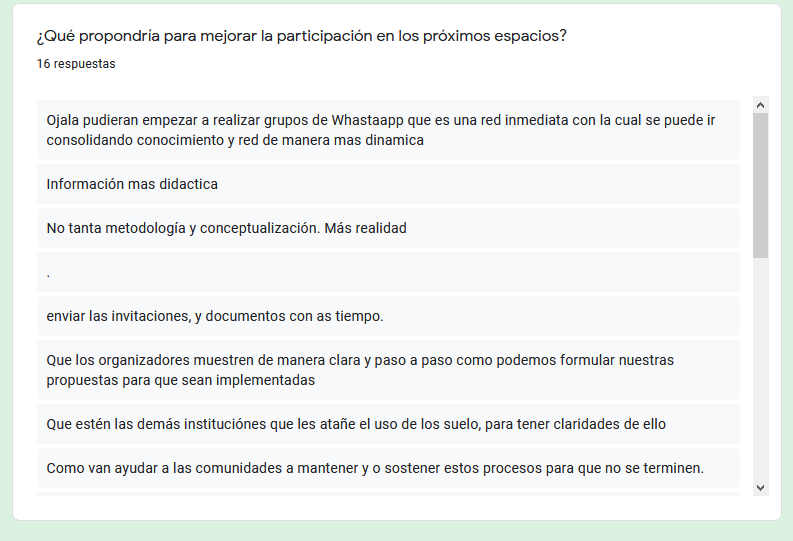 ¿Qué propondría para mejorar la participación en los próximos espacios?
16 respuestas
Ojala pudieran empezar a realizar grupos de Whastaapp que es una red inmediata con la cual se puede ir
consolidando conocimiento y red de manera mas dinamica
Información mas didactica
No tanta metodología y conceptualización. Más realidad
.
enviar las invitaciones, y documentos con as tiempo.
Que los organizadores muestren de manera clara y paso a paso como podemos formular nuestras
propuestas para que sean implementadas
Que estén las demás instituciónes que les atañe el uso de los suelo, para tener claridades de ello
Como van ayudar a las comunidades a mantener y o sostener estos procesos para que no se terminen.